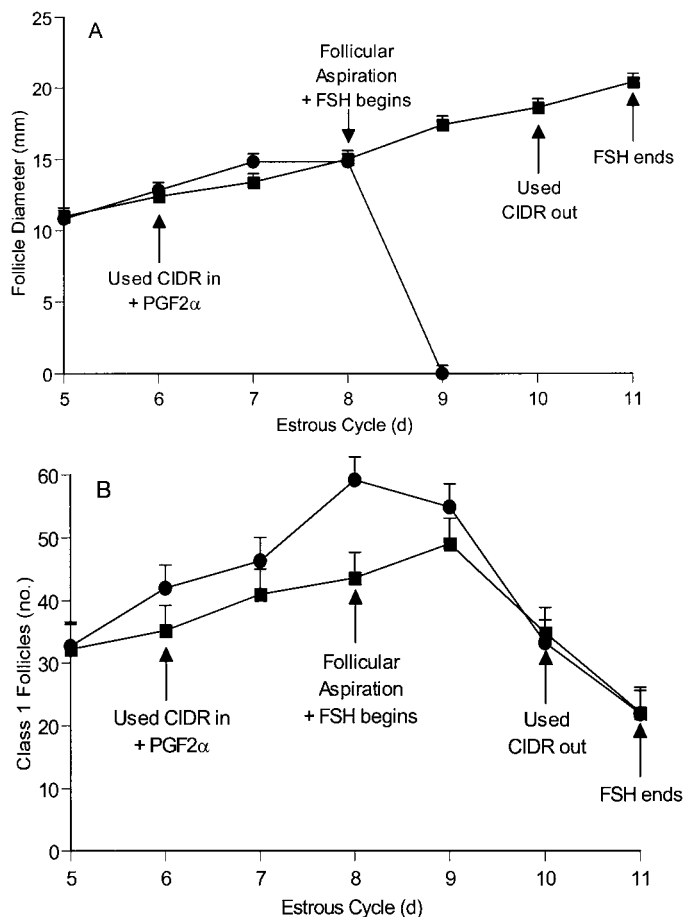 A
Follicle Diameter (mm)
25
20
15
10
5
0
Follicular
Aspiration
+ FSH begins
Used CIDR in
+ PGF2α
Used
CIDR out
FSH ends
5 6 7 8 9 10 11
Estrous Cycle (d)
B
Class 1 Follicles (no.)
60
50
40
30
20
10
0
Used CIDR in
+ PGF2α
Follicular
Aspiration
+ FSH begins
Used
CIDR out
FSH ends
5 6 7 8 9 10 11
Estrous Cycle (d)